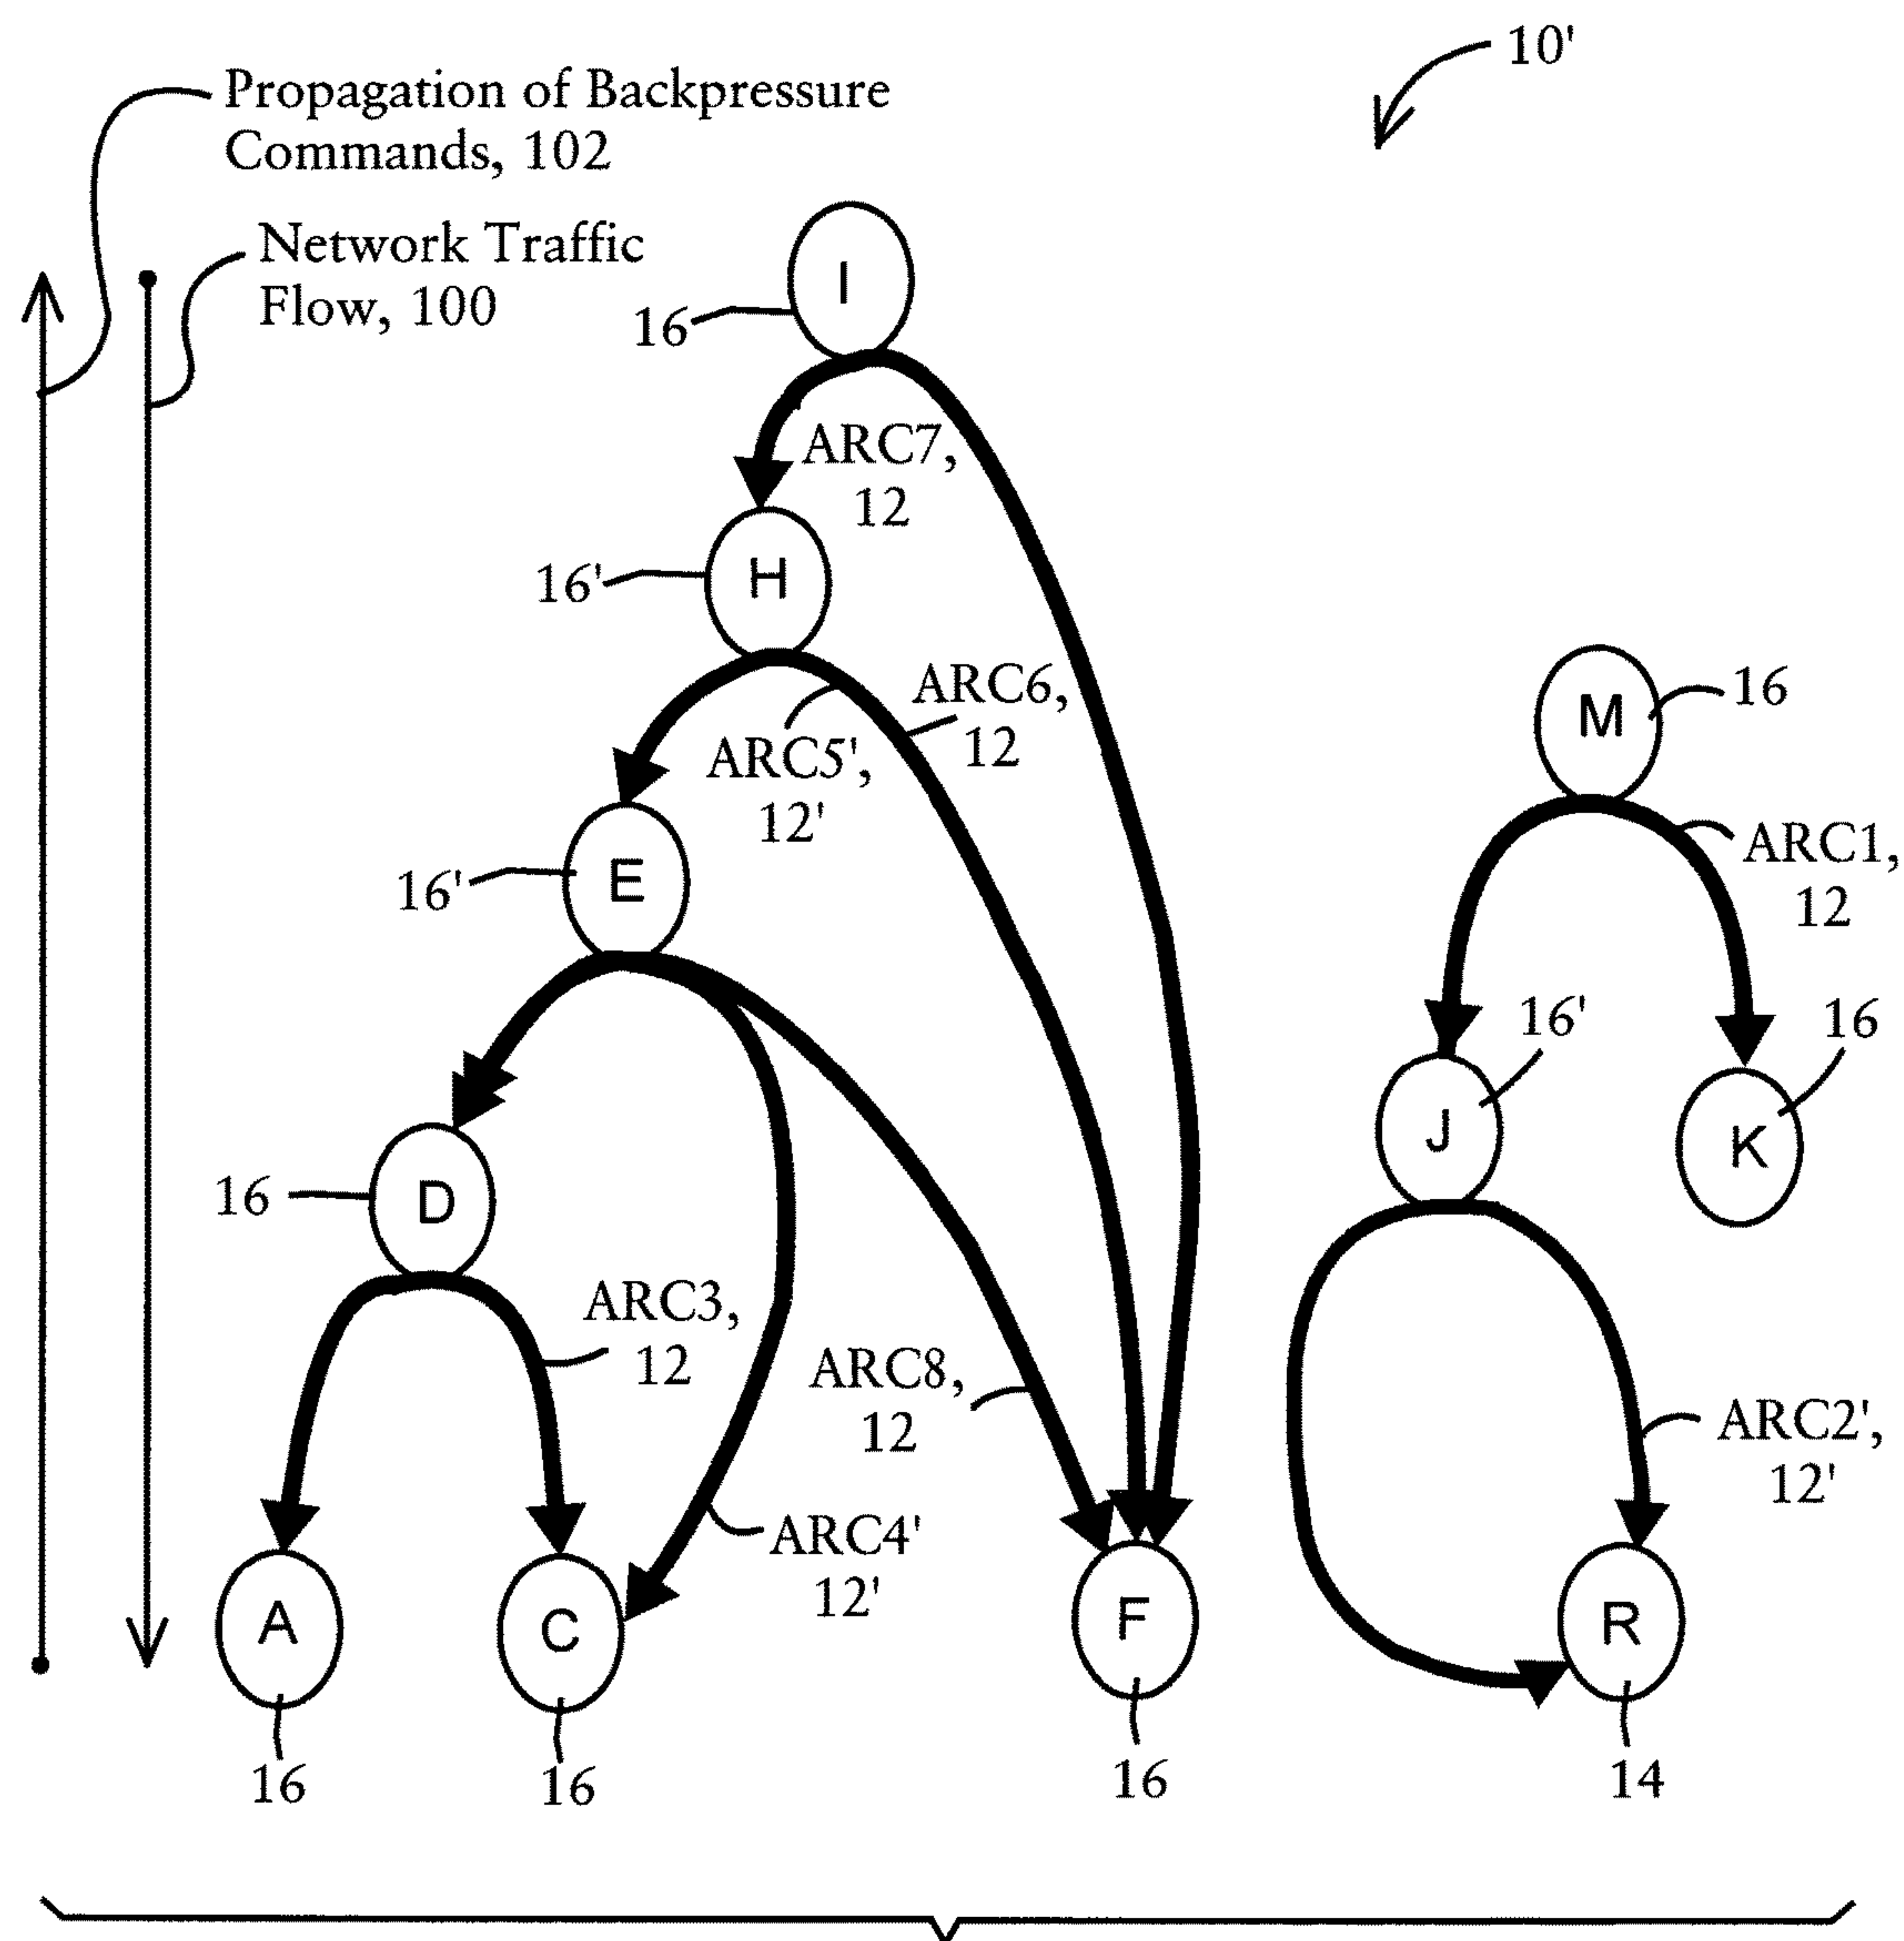 10'
Propagation of Backpressure
Commands, 102
Network Traffic
Flow, 100
I
16
ARC7,
12
H
16'
ARC6,
12
ARC5',
12'
M
16
ARC1,
12
E
16'
16'
16
J
K
D
16
ARC3,
12
ARC8,
12
ARC2',
12'
ARC4'
12'
A
C
F
R
16
16
16
14